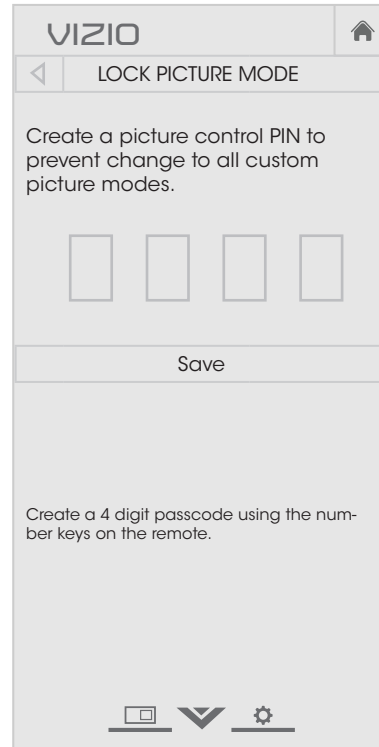 VIZIO
LOCK PICTURE MODE
Create a picture control PIN to
prevent change to all custom
picture modes.
Save
Create a 4 digit passcode using the num-
ber keys on the remote.